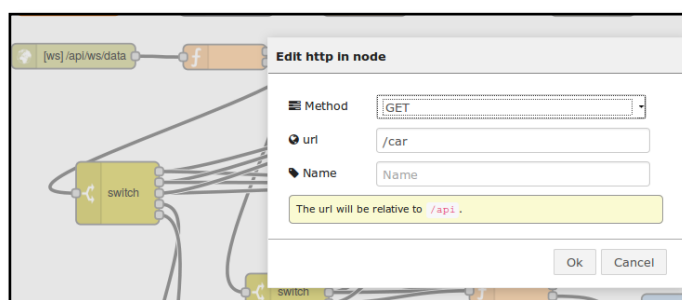 [ws] /api/ws/data
f
Edit http in node
Method
GET
url
/car
Name
Name
The url will be relative to /api.
switch
Ok
Cancel
switch
f